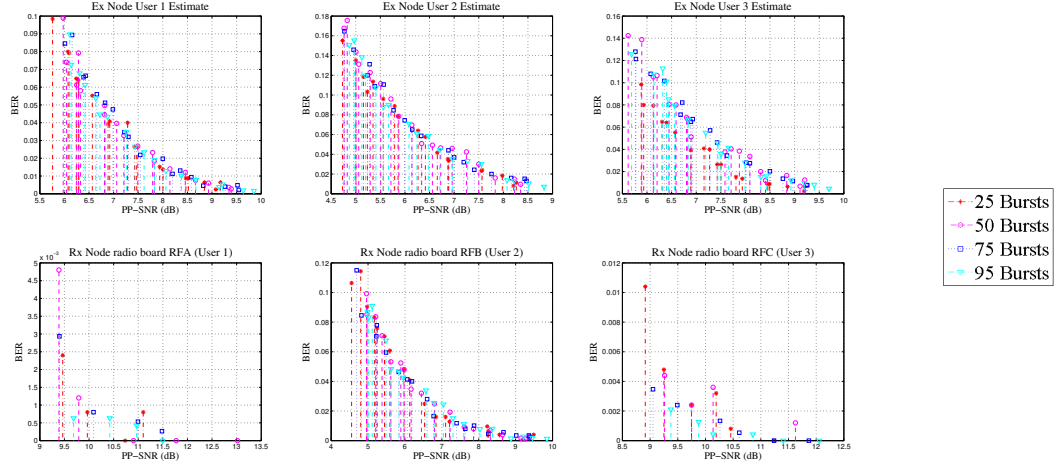 Ex Node User 1 Estimate
Ex Node User 2 Estimate
Ex Node User 3 Estimate
0.1
0.09
0.08
0.07
0.06
0.05
0.04
0.03
0.02
0.01
0
BER
5.5 6 6.5 7 7.5 8 8.5 9 9.5 10
PP-SNR (dB)
0.18
0.16
0.14
0.12
0.1
0.08
0.06
0.04
0.02
0
BER
4.5 5 5.5 6 6.5 7 7.5 8 8.5 9
PP-SNR (dB)
0.16
0.14
0.12
0.1
0.08
0.06
0.04
0.02
0
BER
5.5 6 6.5 7 7.5 8 8.5 9 9.5 10
PP-SNR (dB)
25 Bursts
50 Bursts
75 Bursts
95 Bursts
Rx Node radio board RFA (User 1)
Rx Node radio board RFB (User 2)
Rx Node radio board RFC (User 3)
x 10⁻³
5
4.5
4
3.5
3
2.5
2
1.5
1
0.5
0
BER
9 9.5 10 10.5 11 11.5 12 12.5 13 13.5
PP-SNR (dB)
0.12
0.1
0.08
0.06
0.04
0.02
0
BER
4 5 6 7 8 9 10
PP-SNR (dB)
0.012
0.01
0.008
0.006
0.004
0.002
0
BER
8.5 9 9.5 10 10.5 11 11.5 12 12.5
PP-SNR (dB)